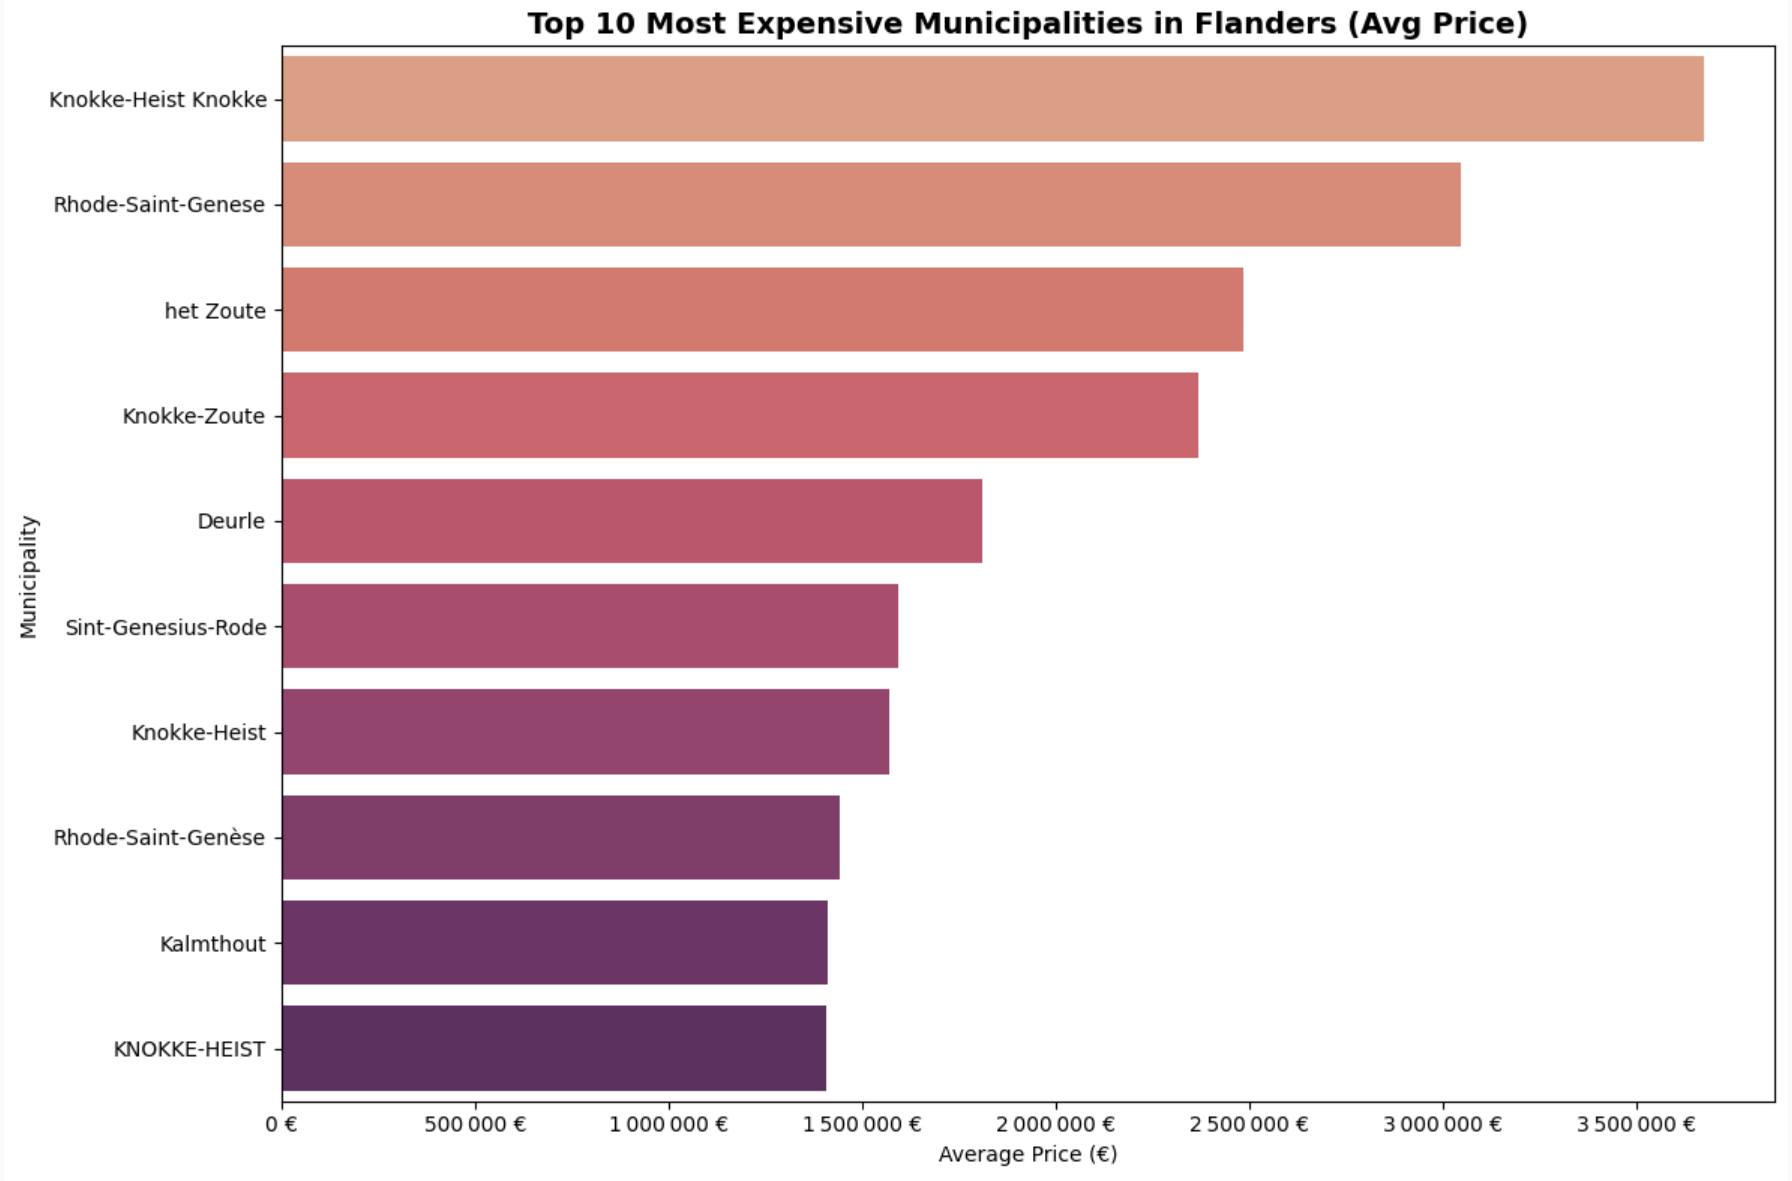 Top 10 Most Expensive Municipalities in Flanders (Avg Price)
Municipality
Knokke-Heist Knokke
Rhode-Saint-Genese
het Zoute
Knokke-Zoute
Deurle
Sint-Genesius-Rode
Knokke-Heist
Rhode-Saint-Genèse
Kalmthout
KNOKKE-HEIST
0 € 500 000 € 1 000 000 € 1 500 000 € 2 000 000 € 2 500 000 € 3 000 000 € 3 500 000 €
Average Price (€)